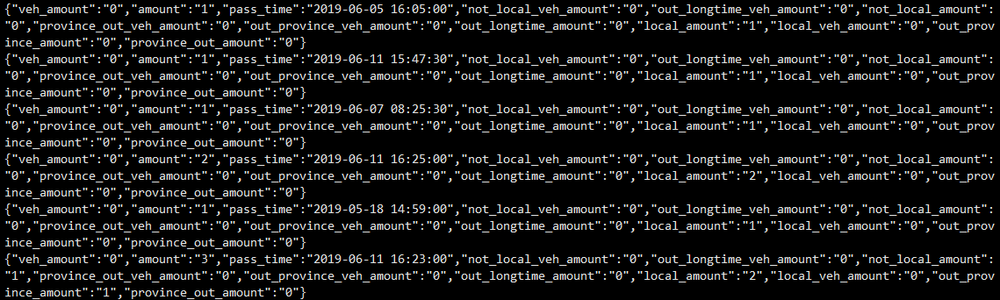 {"veh_amount":"0","amount":"1","pass_time":"2019-06-05 16:05:00","not_local_veh_amount":"0","out_longtime_veh_amount":"0","not_local_amount":
"0","province_out_veh_amount":"0","out_province_veh_amount":"0","out_longtime_amount":"0","local_amount":"1","local_veh_amount":"0","out_prov
ince_amount":"0","province_out_amount":"0"}
{"veh_amount":"0","amount":"1","pass_time":"2019-06-11 15:47:30","not_local_veh_amount":"0","out_longtime_veh_amount":"0","not_local_amount":
"0","province_out_veh_amount":"0","out_province_veh_amount":"0","out_longtime_amount":"0","local_amount":"1","local_veh_amount":"0","out_prov
ince_amount":"0","province_out_amount":"0"}
{"veh_amount":"0","amount":"1","pass_time":"2019-06-07 08:25:30","not_local_veh_amount":"0","out_longtime_veh_amount":"0","not_local_amount":
"0","province_out_veh_amount":"0","out_province_veh_amount":"0","out_longtime_amount":"0","local_amount":"1","local_veh_amount":"0","out_prov
ince_amount":"0","province_out_amount":"0"}
{"veh_amount":"0","amount":"2","pass_time":"2019-06-11 16:25:00","not_local_veh_amount":"0","out_longtime_veh_amount":"0","not_local_amount":
"0","province_out_veh_amount":"0","out_province_veh_amount":"0","out_longtime_amount":"0","local_amount":"2","local_veh_amount":"0","out_prov
ince_amount":"0","province_out_amount":"0"}
{"veh_amount":"0","amount":"1","pass_time":"2019-05-18 14:59:00","not_local_veh_amount":"0","out_longtime_veh_amount":"0","not_local_amount":
"0","province_out_veh_amount":"0","out_province_veh_amount":"0","out_longtime_amount":"0","local_amount":"1","local_veh_amount":"0","out_prov
ince_amount":"0","province_out_amount":"0"}
{"veh_amount":"0","amount":"3","pass_time":"2019-06-11 16:23:00","not_local_veh_amount":"0","out_longtime_veh_amount":"0","not_local_amount":
"1","province_out_veh_amount":"0","out_province_veh_amount":"0","out_longtime_amount":"0","local_amount":"2","local_veh_amount":"0","out_prov
ince_amount":"1","province_out_amount":"0"}